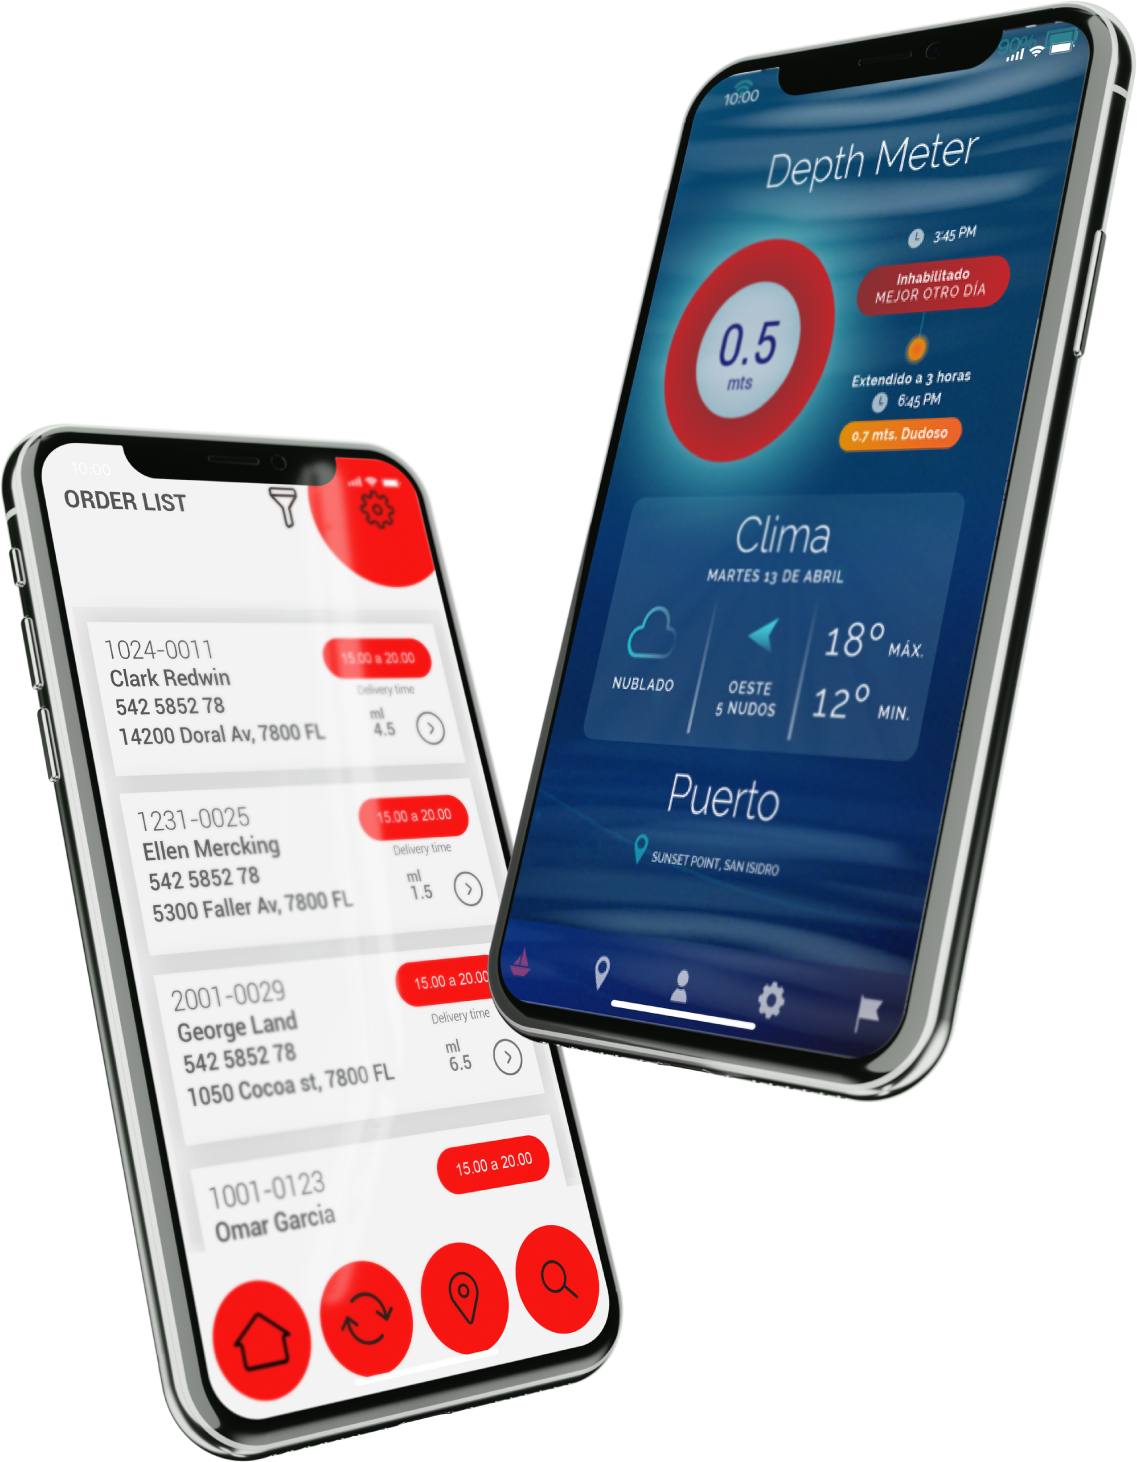 10:00
ORDER LIST
1024-0011
Clark Redwin
542 5852 78
14200 Doral Av, 7800 FL
15.00 a 20.00
Delivery time
ml
4.5
1231-0025
Ellen Mercking
542 5852 78
5300 Faller Av, 7800 FL
15.00 a 20.00
Delivery time
ml
1.5
2001-0029
George Land
542 5852 78
1050 Cocoa st, 7800 FL
15.00 a 20.00
Delivery time
ml
6.5
1001-0123
Omar Garcia
15.00 a 20.00
10:00
90%
Depth Meter
0.5
mts
3:45 PM
Inhabilitado
MEJOR OTRO DÍA
Extendido a 3 horas
6:45 PM
0.7 mts. Dudoso
Clima
MARTES 13 DE ABRIL
NUBLADO
OESTE
5 NUDOS
18° MÁX.
12° MIN.
Puerto
SUNSET POINT, SAN ISIDRO